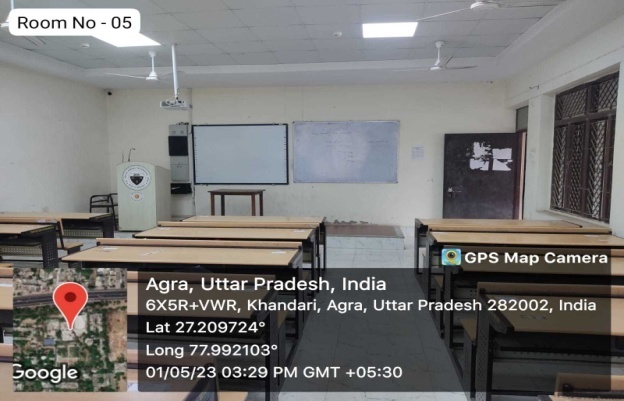 Room No - 05
GPS Map Camera
Agra, Uttar Pradesh, India
6X5R+VWR, Khandari, Agra, Uttar Pradesh 282002, India
Lat 27.209724°
Long 77.992103°
01/05/23 03:29 PM GMT +05:30
Google